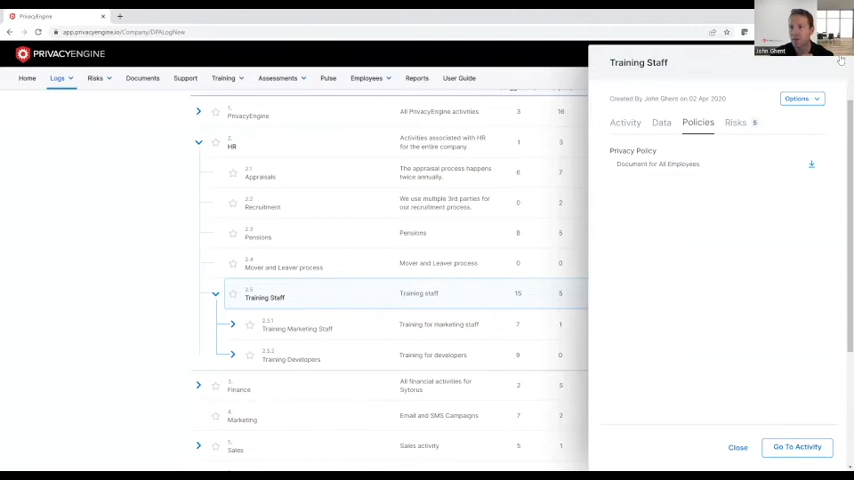 PrivacyEngine
app.privacyengine.io/Company/DPALogNew
John Ghent
PRIVACYENGINE
Home Logs Risks Documents Support Training Assessments Pulse Employees Reports User Guide
1.
PrivacyEngine
All PrivacyEngine activities
3
16
2.
HR
Activities associated with HR
for the entire company
1
3
2.1
Appraisals
The appraisal process happens
twice annually.
6
7
2.2
Recruitment
We use multiple 3rd parties for
our recruitment process.
0
2
2.3
Pensions
Pensions
8
5
2.4
Mover and Leaver process
Mover and Leaver process
0
0
2.5
Training Staff
Training staff
15
5
2.5.1
Training Marketing Staff
Training for marketing staff
7
1
2.5.2
Training Developers
Training for developers
9
0
3.
Finance
All financial activities for
Sytorus
2
5
4.
Marketing
Email and SMS Campaigns
7
2
5.
Sales
Sales activity
5
1
Training Staff
Created By John Ghent on 02 Apr 2020
Options
Activity Data Policies Risks 5
Privacy Policy
Document for All Employees
Close
Go To Activity